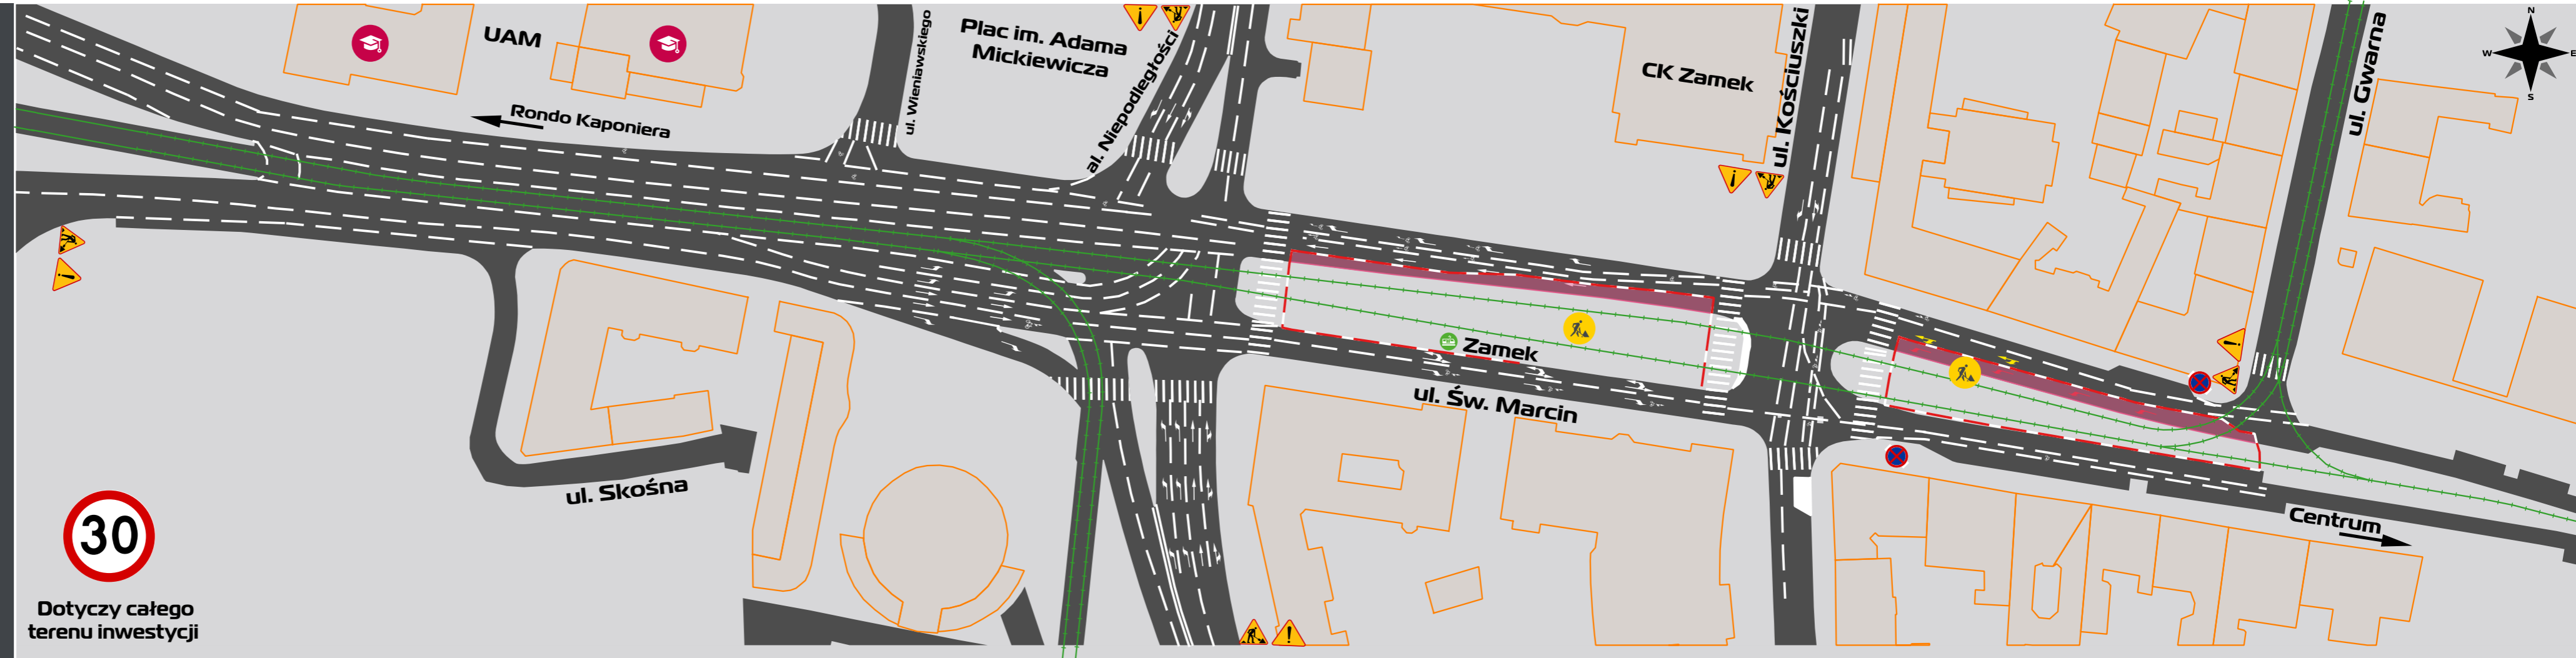 UAM
Rondo Kaponiera
ul. Wieniawskiego
Plac im. Adama
Mickiewicza
al. Niepodległości
CK Zamek
ul. Kościuszki
ul. Gwarna
N
W
E
S
Zamek
ul. Św. Marcin
ul. Skośna
Centrum
30
Dotyczy całego
terenu inwestycji